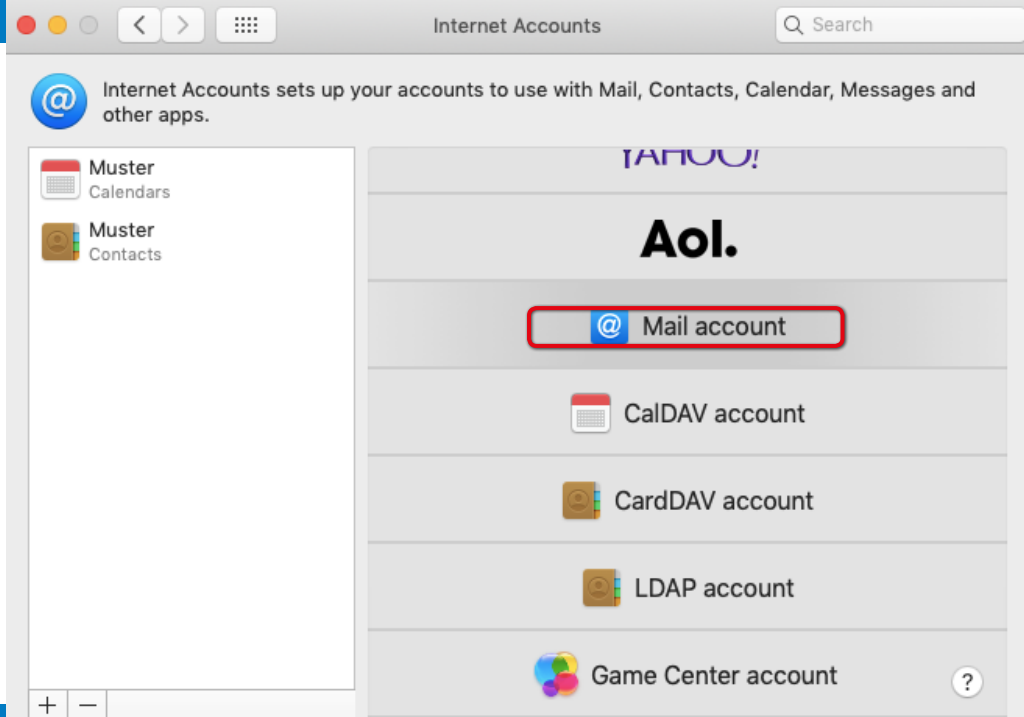 Internet Accounts
Search
Internet Accounts sets up your accounts to use with Mail, Contacts, Calendar, Messages and
other apps.
Muster
Calendars
Muster
Contacts
YAHOO!
Aol.
@ Mail account
CalDAV account
CardDAV account
LDAP account
Game Center account
?
+ −